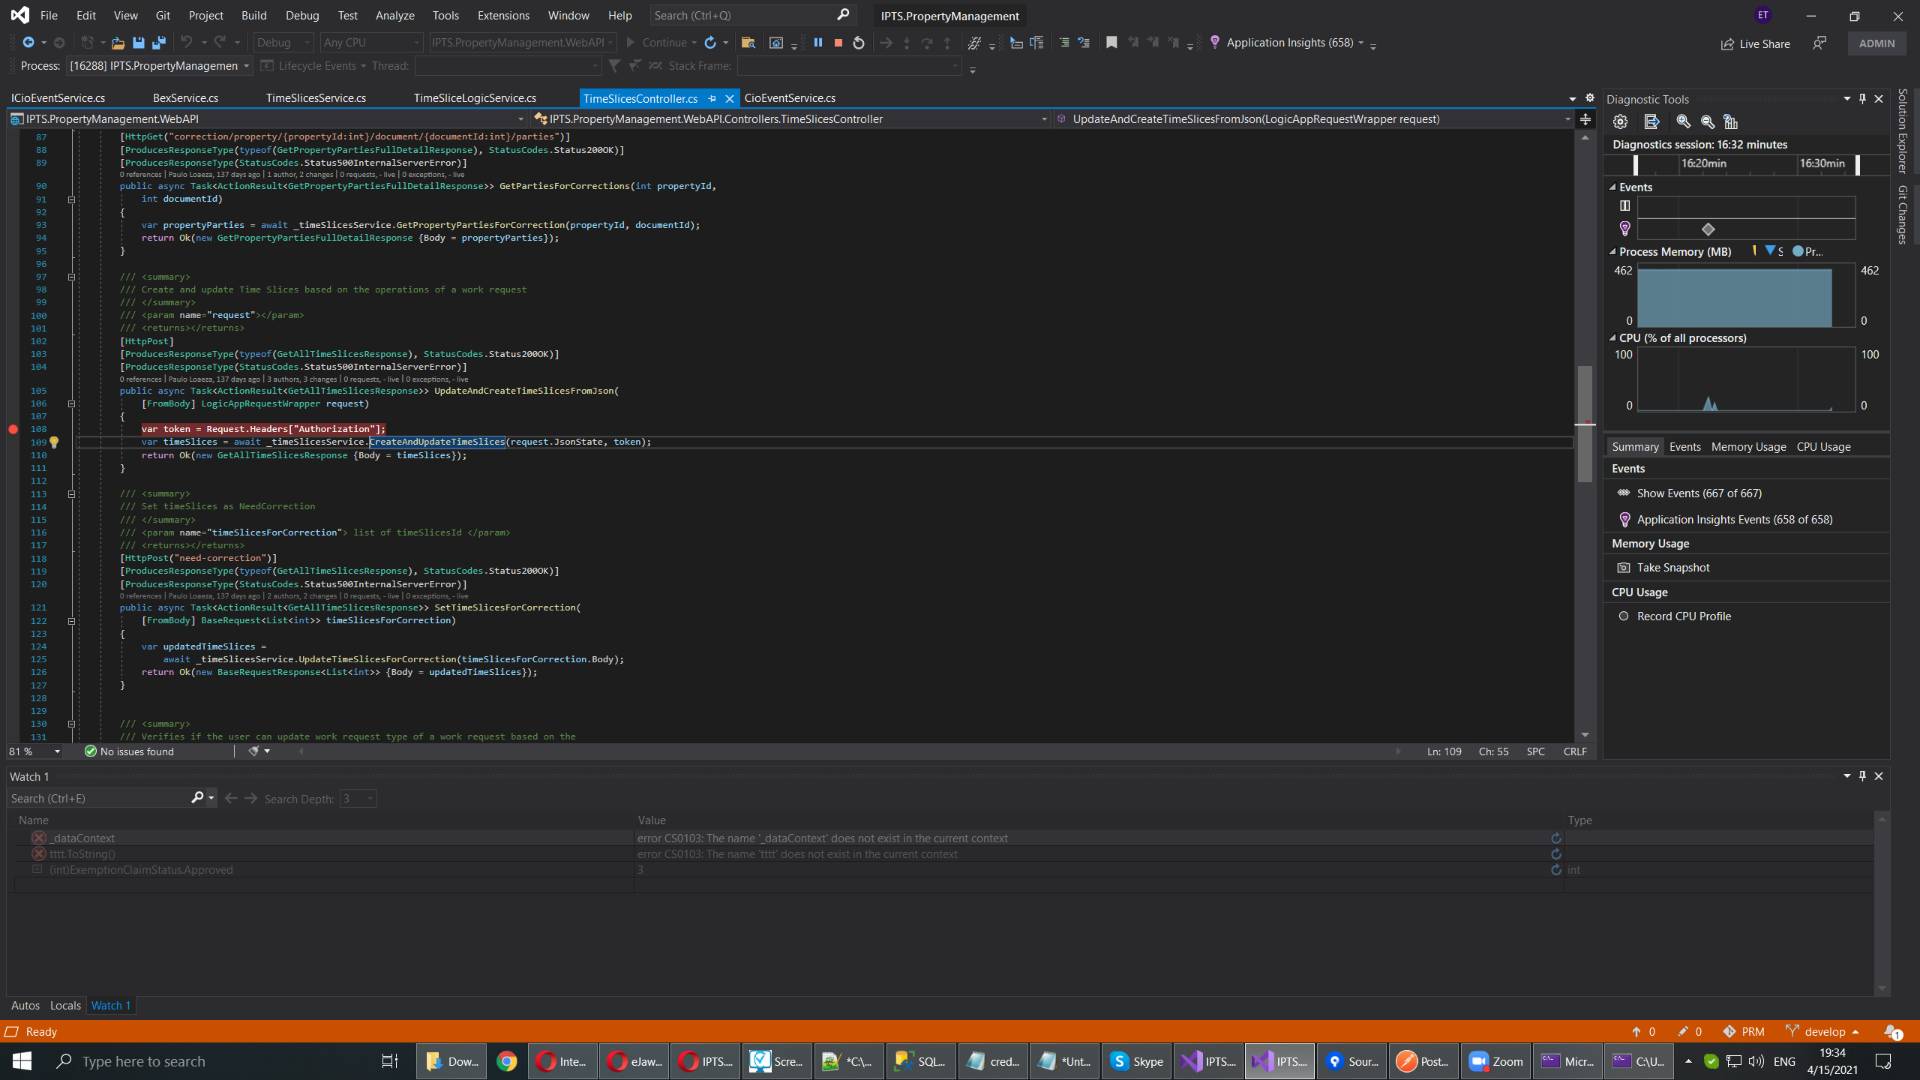 File Edit View Git Project Build Debug Test Analyze Tools Extensions Window Help Search (Ctrl+Q) IPTS.PropertyManagement ET
Debug Any CPU IPTS.PropertyManagement.WebAPI Continue Application Insights (658) Live Share ADMIN
Process: [16288] IPTS.PropertyManagemen Lifecycle Events Thread: Stack Frame:
ICioEventService.cs BexService.cs TimeSlicesService.cs TimeSliceLogicService.cs TimeSlicesController.cs CioEventService.cs
IPTS.PropertyManagement.WebAPI IPTS.PropertyManagement.WebAPI.Controllers.TimeSlicesController UpdateAndCreateTimeSlicesFromJson(LogicAppRequestWrapper request)
87 [HttpGet("correction/property/{propertyId:int}/document/{documentId:int}/parties")]
88 [ProducesResponseType(typeof(GetPropertyPartiesFullDetailResponse), StatusCodes.Status200OK)]
89 [ProducesResponseType(StatusCodes.Status500InternalServerError)]
0 references | Paulo Loaeza, 137 days ago | 1 author, 2 changes | 0 requests, - live | 0 exceptions, - live
90 public async Task<ActionResult<GetPropertyPartiesFullDetailResponse>> GetPartiesForCorrections(int propertyId,
91 int documentId)
92 {
93 var propertyParties = await _timeSlicesService.GetPropertyPartiesForCorrection(propertyId, documentId);
94 return Ok(new GetPropertyPartiesFullDetailResponse {Body = propertyParties});
95 }
96
97 /// <summary>
98 /// Create and update Time Slices based on the operations of a work request
99 /// </summary>
100 /// <param name="request"></param>
101 /// <returns></returns>
102 [HttpPost]
103 [ProducesResponseType(typeof(GetAllTimeSlicesResponse), StatusCodes.Status200OK)]
104 [ProducesResponseType(StatusCodes.Status500InternalServerError)]
0 references | Paulo Loaeza, 137 days ago | 3 authors, 3 changes | 0 requests, - live | 0 exceptions, - live
105 public async Task<ActionResult<GetAllTimeSlicesResponse>> UpdateAndCreateTimeSlicesFromJson(
106 [FromBody] LogicAppRequestWrapper request)
107 {
108 var token = Request.Headers["Authorization"];
109 var timeSlices = await _timeSlicesService.CreateAndUpdateTimeSlices(request.JsonState, token);
110 return Ok(new GetAllTimeSlicesResponse {Body = timeSlices});
111 }
112
113 /// <summary>
114 /// Set timeSlices as NeedCorrection
115 /// </summary>
116 /// <param name="timeSlicesForCorrection"> list of timeSlicesId </param>
117 /// <returns></returns>
118 [HttpPost("need-correction")]
119 [ProducesResponseType(typeof(GetAllTimeSlicesResponse), StatusCodes.Status200OK)]
120 [ProducesResponseType(StatusCodes.Status500InternalServerError)]
0 references | Paulo Loaeza, 137 days ago | 2 authors, 2 changes | 0 requests, - live | 0 exceptions, - live
121 public async Task<ActionResult<GetAllTimeSlicesResponse>> SetTimeSlicesForCorrection(
122 [FromBody] BaseRequest<List<int>> timeSlicesForCorrection)
123 {
124 var updatedTimeSlices =
125 await _timeSlicesService.UpdateTimeSlicesForCorrection(timeSlicesForCorrection.Body);
126 return Ok(new BaseRequestResponse<List<int>> {Body = updatedTimeSlices});
127 }
128
129
130 /// <summary>
131 /// Verifies if the user can update work request type of a work request based on the
81 % No issues found Ln: 109 Ch: 55 SPC CRLF
Diagnostic Tools
Diagnostics session: 16:32 minutes
16:20min 16:30min
Events
Process Memory (MB) S Pr...
462 462
0 0
CPU (% of all processors)
100 100
0 0
Summary Events Memory Usage CPU Usage
Events
Show Events (667 of 667)
Application Insights Events (658 of 658)
Memory Usage
Take Snapshot
CPU Usage
Record CPU Profile
Solution Explorer
Git Changes
Watch 1
Search (Ctrl+E) Search Depth: 3
Name Value Type
_dataContext error CS0103: The name '_dataContext' does not exist in the current context
tttt.ToString() error CS0103: The name 'tttt' does not exist in the current context
(int)ExemptionClaimStatus.Approved 3 int
Autos Locals Watch 1
Ready 0 0 PRM develop 1
Type here to search Dow... Inte... eJaw... IPTS.... Scre... *C:\... SQL... cred... *Unt... Skype IPTS.... IPTS.... Sour... Post... Zoom Micr... C:\U... ENG 19:34
4/15/2021